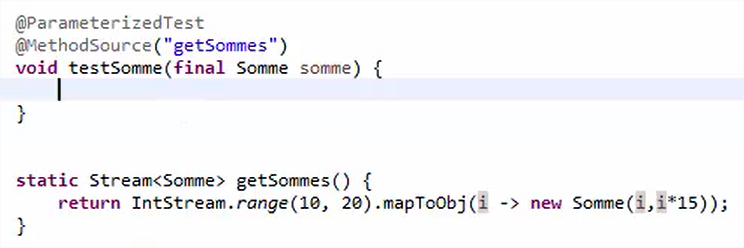 @ParameterizedTest
@MethodSource("getSommes")
void testSomme(final Somme somme) {
}
static Stream<Somme> getSommes() {
return IntStream.range(10, 20).mapToObj(i -> new Somme(i,i*15));
}